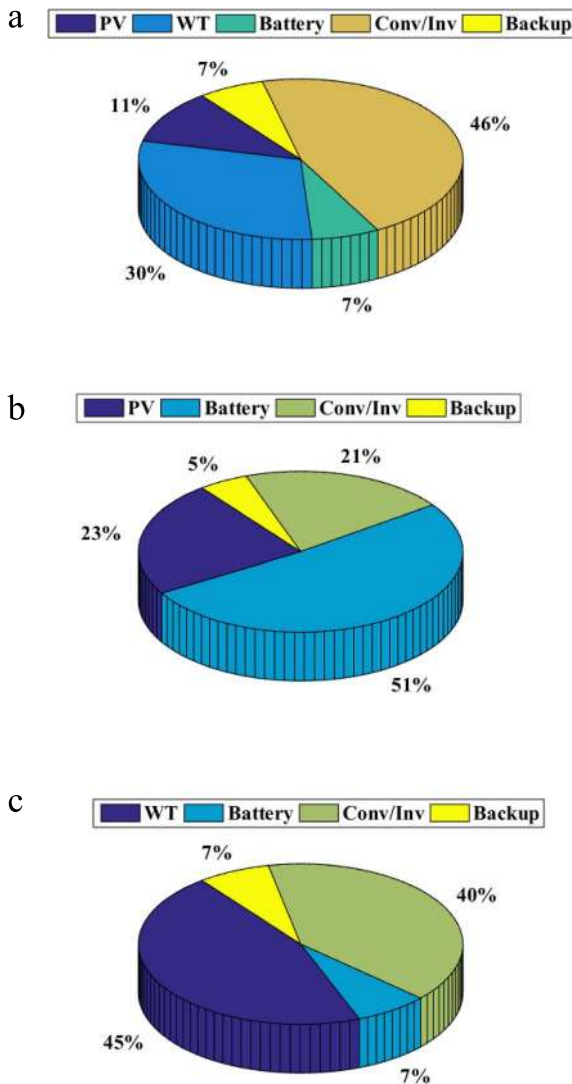 a
PV WT Battery Conv/Inv Backup
7%
11%
46%
30%
7%
b
PV Battery Conv/Inv Backup
5%
21%
23%
51%
c
WT Battery Conv/Inv Backup
7%
40%
45%
7%